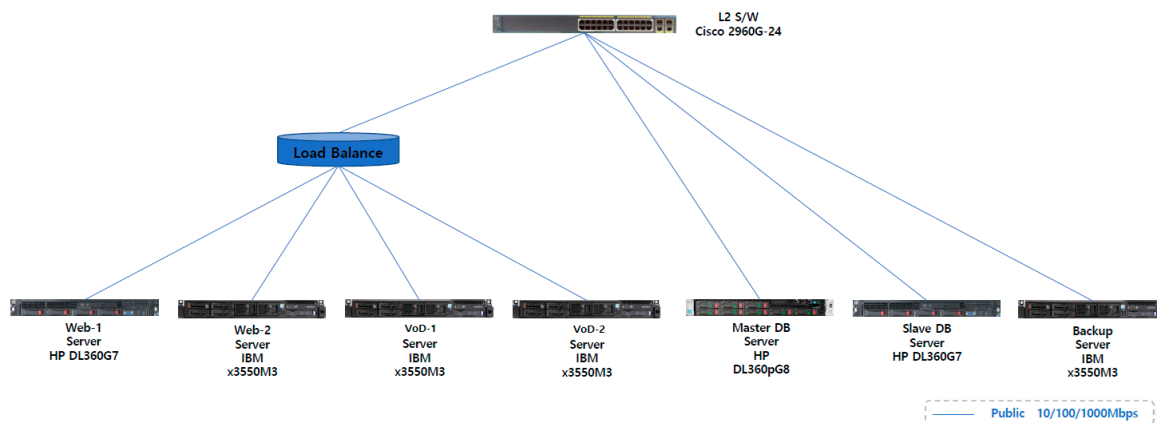 L2 S/W
Cisco 2960G-24
Load Balance
Web-1
Server
HP DL360G7
Web-2
Server
IBM
x3550M3
VoD-1
Server
IBM
x3550M3
VoD-2
Server
IBM
x3550M3
Master DB
Server
HP
DL360pG8
Slave DB
Server
HP DL360G7
Backup
Server
IBM
x3550M3
Public 10/100/1000Mbps